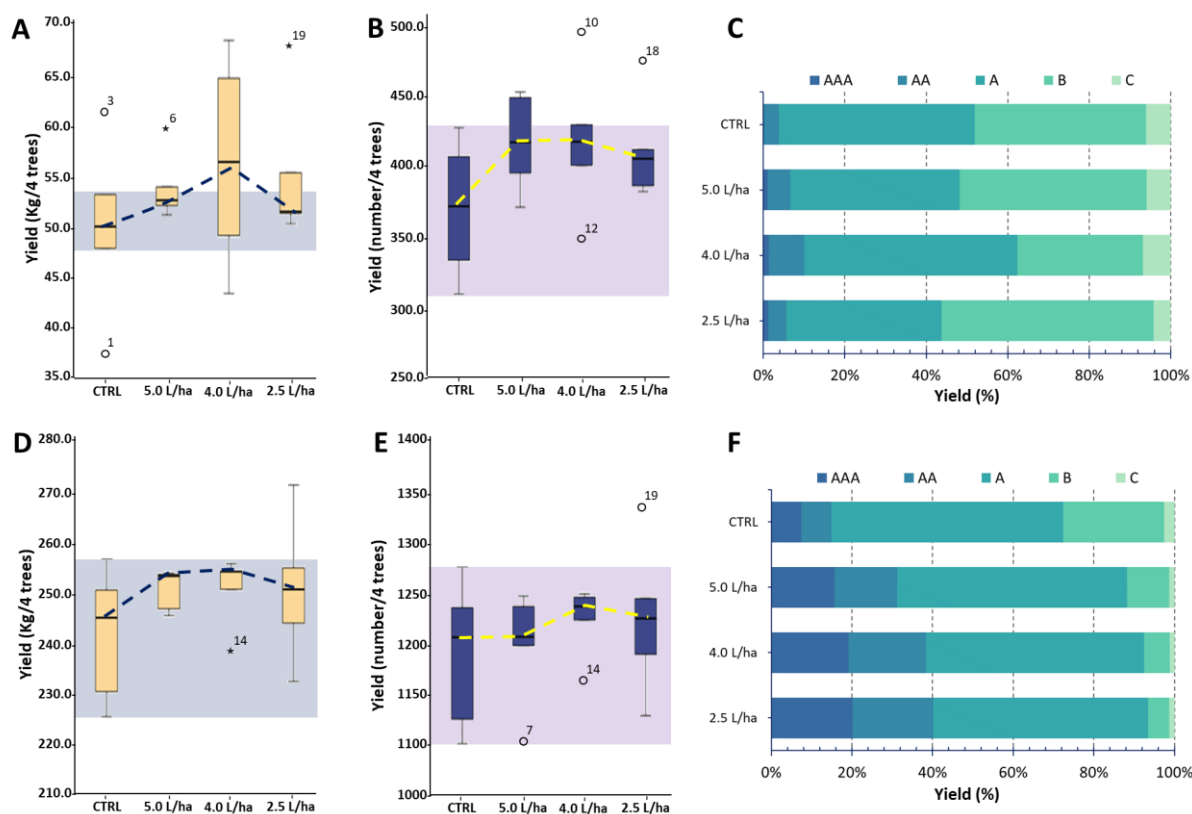 A
Yield (Kg/4 trees)
70.0
65.0
60.0
55.0
50.0
45.0
40.0
35.0
3
1
6
19
CTRL 5.0 L/ha 4.0 L/ha 2.5 L/ha
B
Yield (number/4 trees)
500.0
450.0
400.0
350.0
300.0
250.0
10
12
18
CTRL 5.0 L/ha 4.0 L/ha 2.5 L/ha
C
AAA AA A B C
CTRL
5.0 L/ha
4.0 L/ha
2.5 L/ha
0% 20% 40% 60% 80% 100%
Yield (%)
D
Yield (Kg/4 trees)
280.0
270.0
260.0
250.0
240.0
230.0
220.0
210.0
14
CTRL 5.0 L/ha 4.0 L/ha 2.5 L/ha
E
Yield (number/4 trees)
1400
1350
1300
1250
1200
1150
1100
1000
7
14
19
CTRL 5.0 L/ha 4.0 L/ha 2.5 L/ha
F
AAA AA A B C
CTRL
5.0 L/ha
4.0 L/ha
2.5 L/ha
0% 20% 40% 60% 80% 100%
Yield (%)